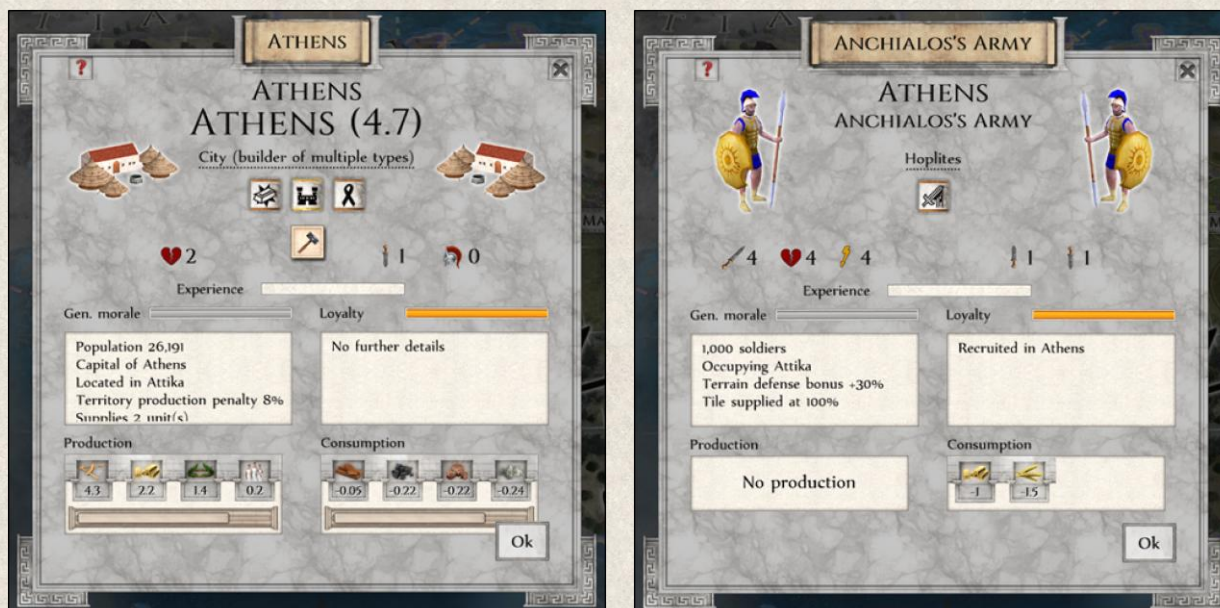 ATHENS
?
ATHENS
ATHENS (4.7)
City (builder of multiple types)
2
1
0
Experience
Gen. morale
Loyalty
Population 26,191
Capital of Athens
Located in Attika
Territory production penalty 8%
Supplies 2 unit(s)
No further details
Production
Consumption
4.3
2.2
1.4
0.2
-0.05
-0.22
-0.22
-0.24
Ok
ANCHIALOS'S ARMY
?
ATHENS
ANCHIALOS'S ARMY
Hoplites
4
4
4
1
1
Experience
Gen. morale
Loyalty
1,000 soldiers
Occupying Attika
Terrain defense bonus +30%
Tile supplied at 100%
Recruited in Athens
Production
Consumption
No production
-1
-1.5
Ok